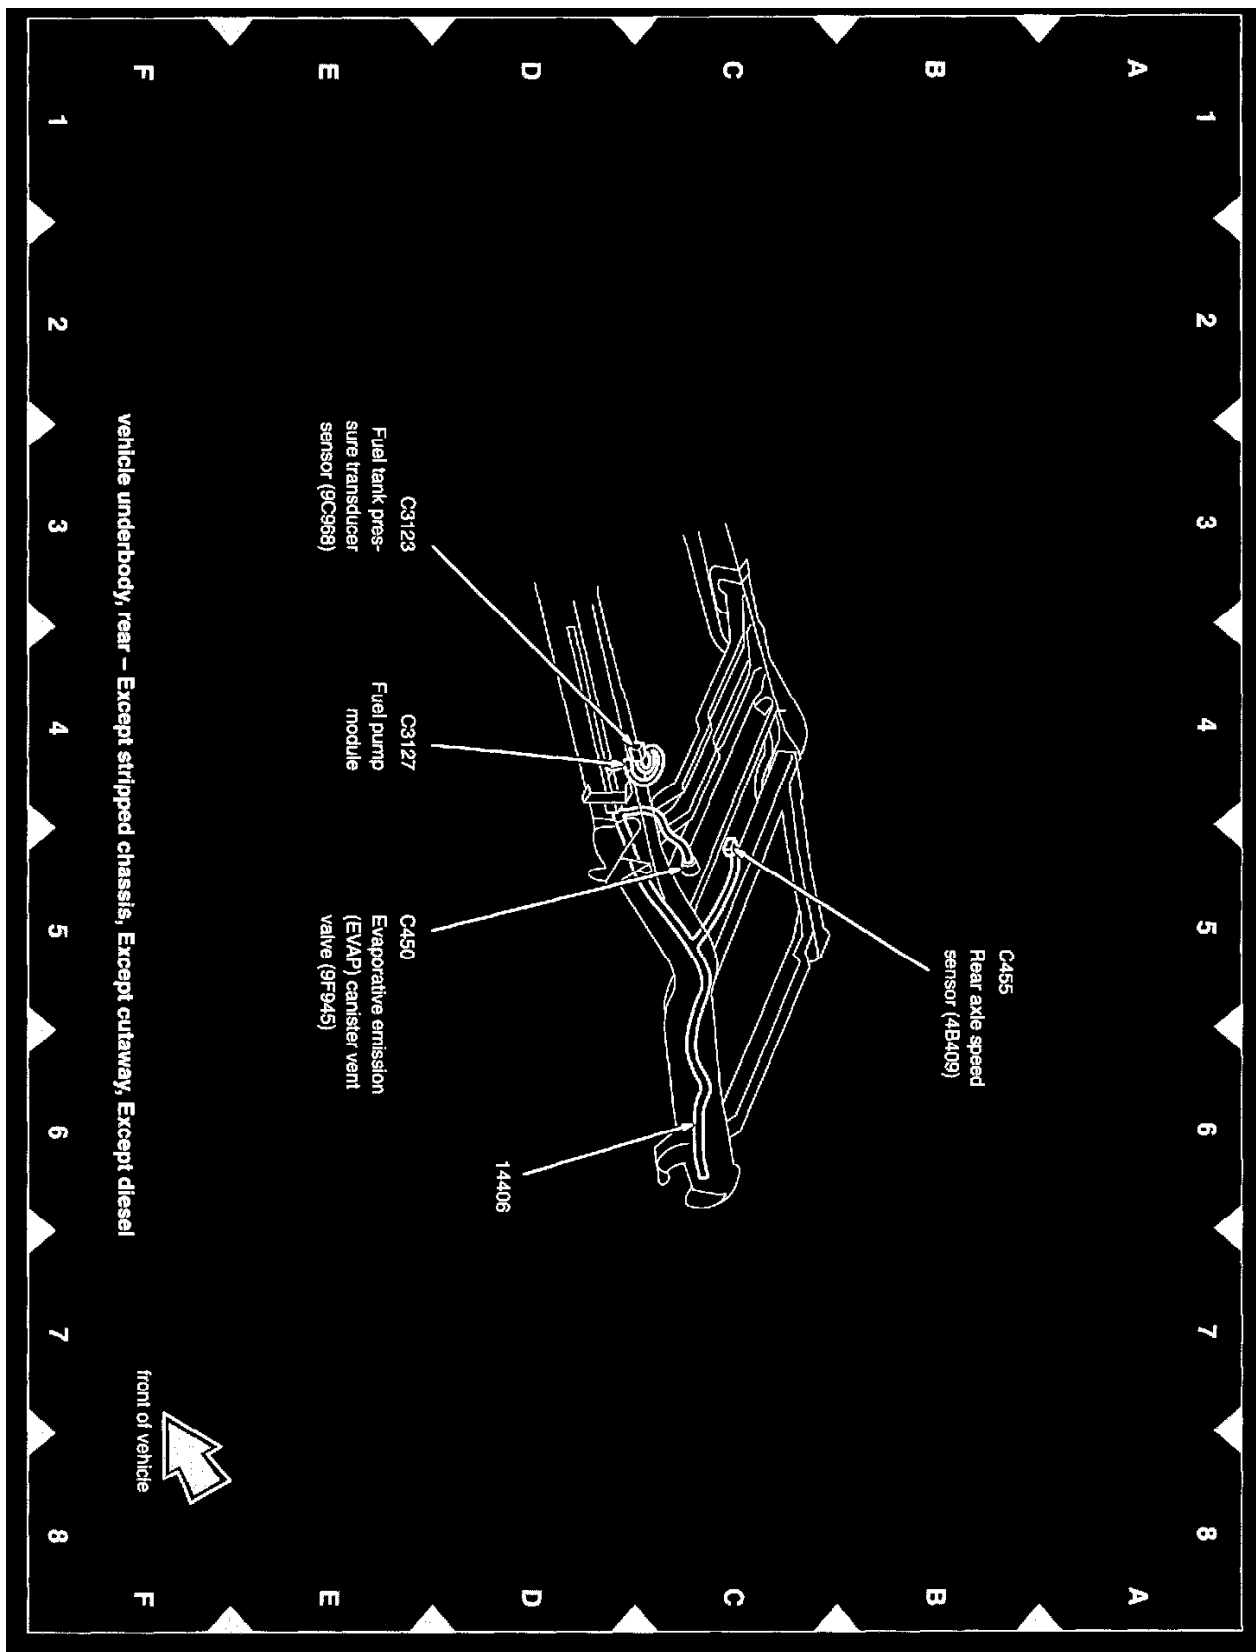 A
B
C
D
E
F
1
2
3
4
5
6
7
8
1
2
3
4
5
6
7
8
A
B
C
D
E
F
C455
Rear axle speed
sensor (4B409)
14406
C3123
Fuel tank pres-
sure transducer
sensor (9C968)
C3127
Fuel pump
module
C450
Evaporative emission
(EVAP) canister vent
valve (9F945)
vehicle underbody, rear – Except stripped chassis, Except cutaway, Except diesel
front of vehicle